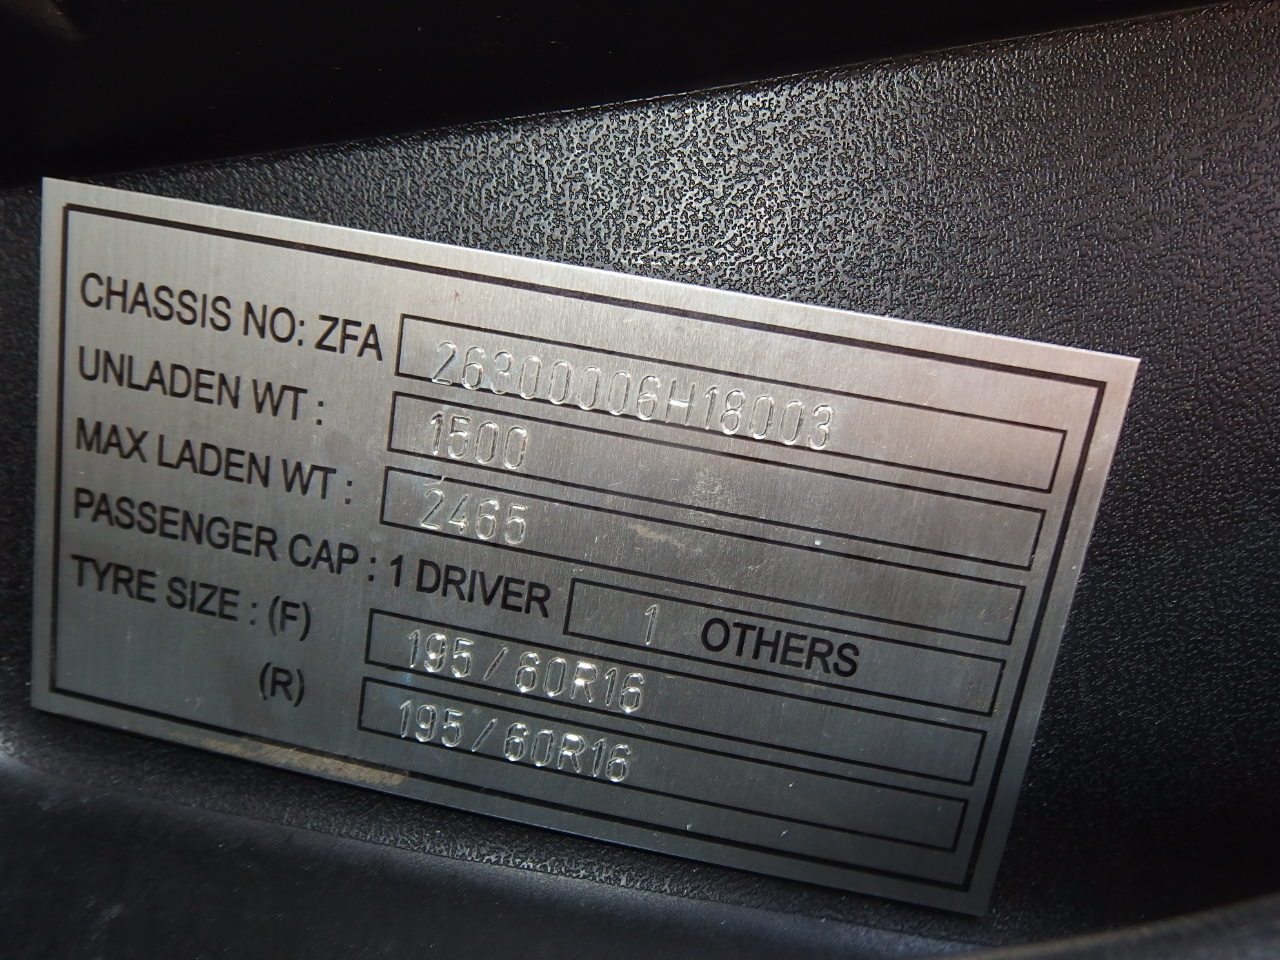 CHASSIS NO: ZFA 26300006H18003
UNLADEN WT : 1500
MAX LADEN WT : 2465
PASSENGER CAP : 1 DRIVER 1 OTHERS
TYRE SIZE : (F) 195/60R16
(R) 195/60R16